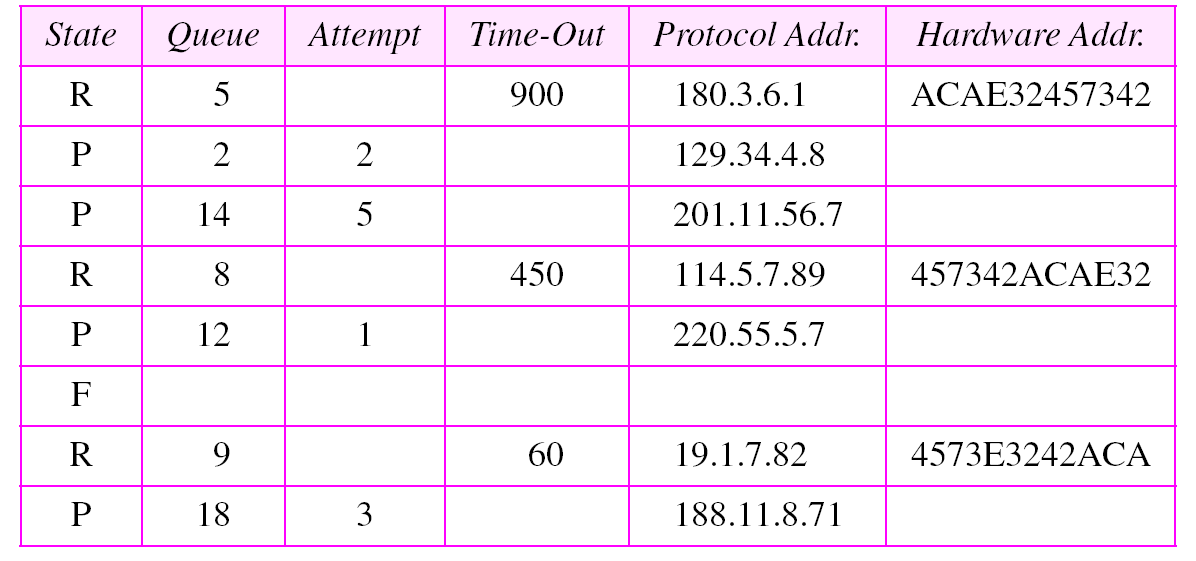 State Queue Attempt Time-Out Protocol Addr. Hardware Addr.
R 5 900 180.3.6.1 ACAE32457342
P 2 2 129.34.4.8
P 14 5 201.11.56.7
R 8 450 114.5.7.89 457342ACAE32
P 12 1 220.55.5.7
F
R 9 60 19.1.7.82 4573E3242ACA
P 18 3 188.11.8.71